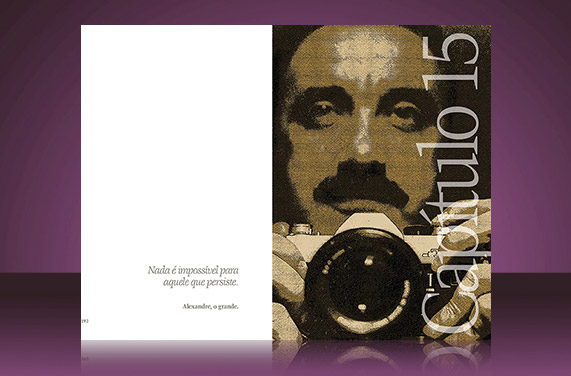 Nada é impossível para
aquele que persiste.
Alexandre, o grande.
192
Capítulo 15